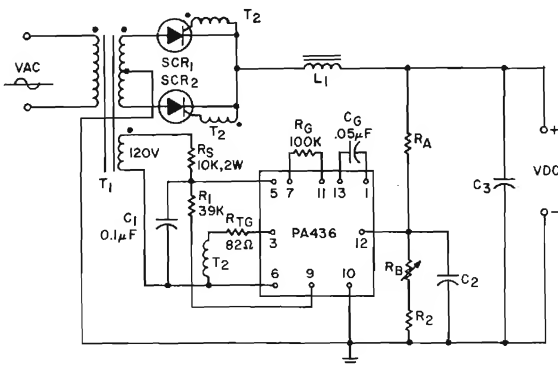 T2
SCR1
SCR2
T2
VAC
T1
120V
RS
10K, 2W
C1
0.1μF
R1
39K
RTG
82Ω
T2
RG
100K
CG
.05μF
5
7
11
13
1
3
PA436
12
6
9
10
L1
RA
RB
R2
C2
C3
+
VDC
−